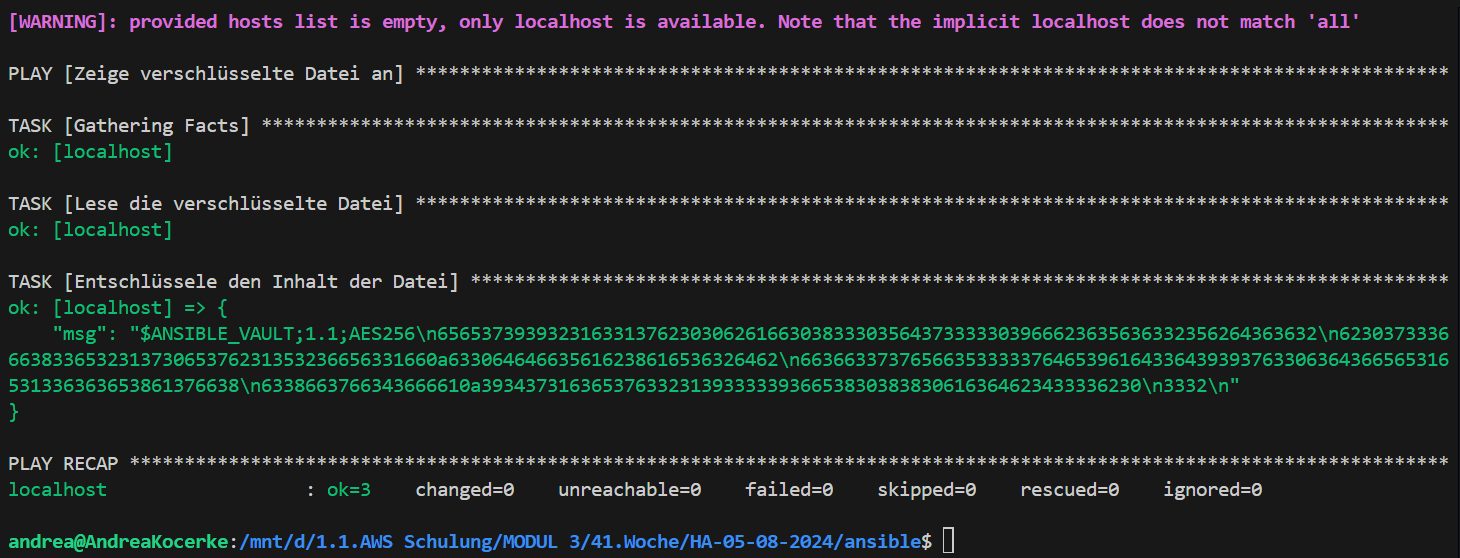 [WARNING]: provided hosts list is empty, only localhost is available. Note that the implicit localhost does not match 'all'
PLAY [Zeige verschlüsselte Datei an] **********************************************************************************************
TASK [Gathering Facts] ************************************************************************************************************
ok: [localhost]
TASK [Lese die verschlüsselte Datei] **********************************************************************************************
ok: [localhost]
TASK [Entschlüssele den Inhalt der Datei] *****************************************************************************************
ok: [localhost] => {
"msg": "$ANSIBLE_VAULT;1.1;AES256\n65653739393231633137623030626166303833303564373333303966623635636332356264363632\n6230373336
663833653231373065376231353236656331660a633064646635616238616536326462\n66366337376566353333376465396164336439393763306364366565316
531336363653861376638\n6338663766343666610a393437316365376332313933333936653830383830616364623433336230\n3332\n"
}
PLAY RECAP ************************************************************************************************************************
localhost : ok=3 changed=0 unreachable=0 failed=0 skipped=0 rescued=0 ignored=0
andrea@AndreaKocerke:/mnt/d/1.1.AWS Schulung/MODUL 3/41.Woche/HA-05-08-2024/ansible$